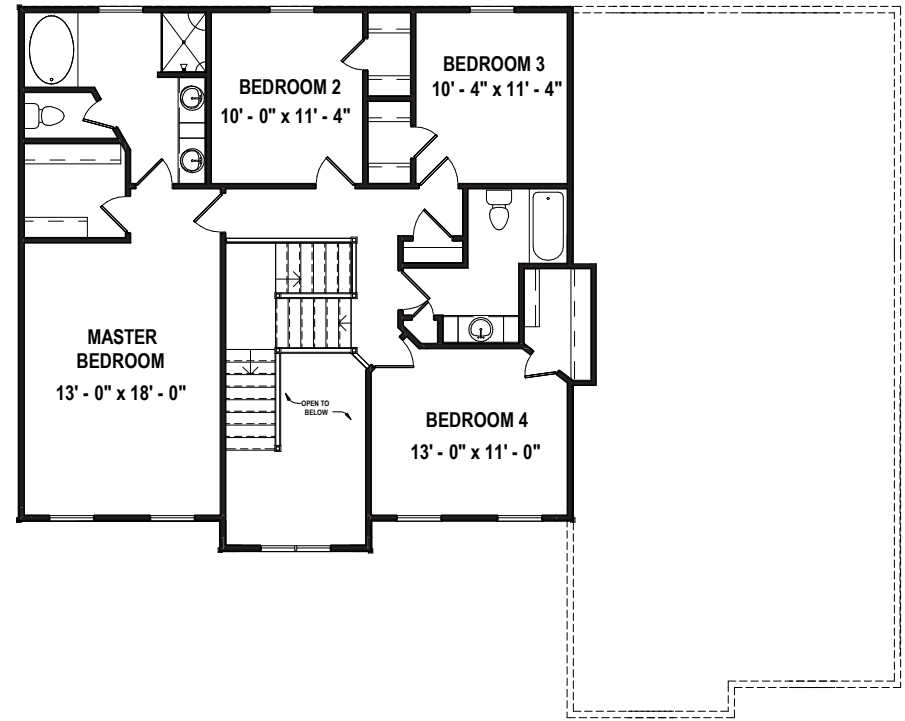 BEDROOM 2
10' - 0" x 11' - 4"
BEDROOM 3
10' - 4" x 11' - 4"
MASTER
BEDROOM
13' - 0" x 18' - 0"
OPEN TO
BELOW
BEDROOM 4
13' - 0" x 11' - 0"